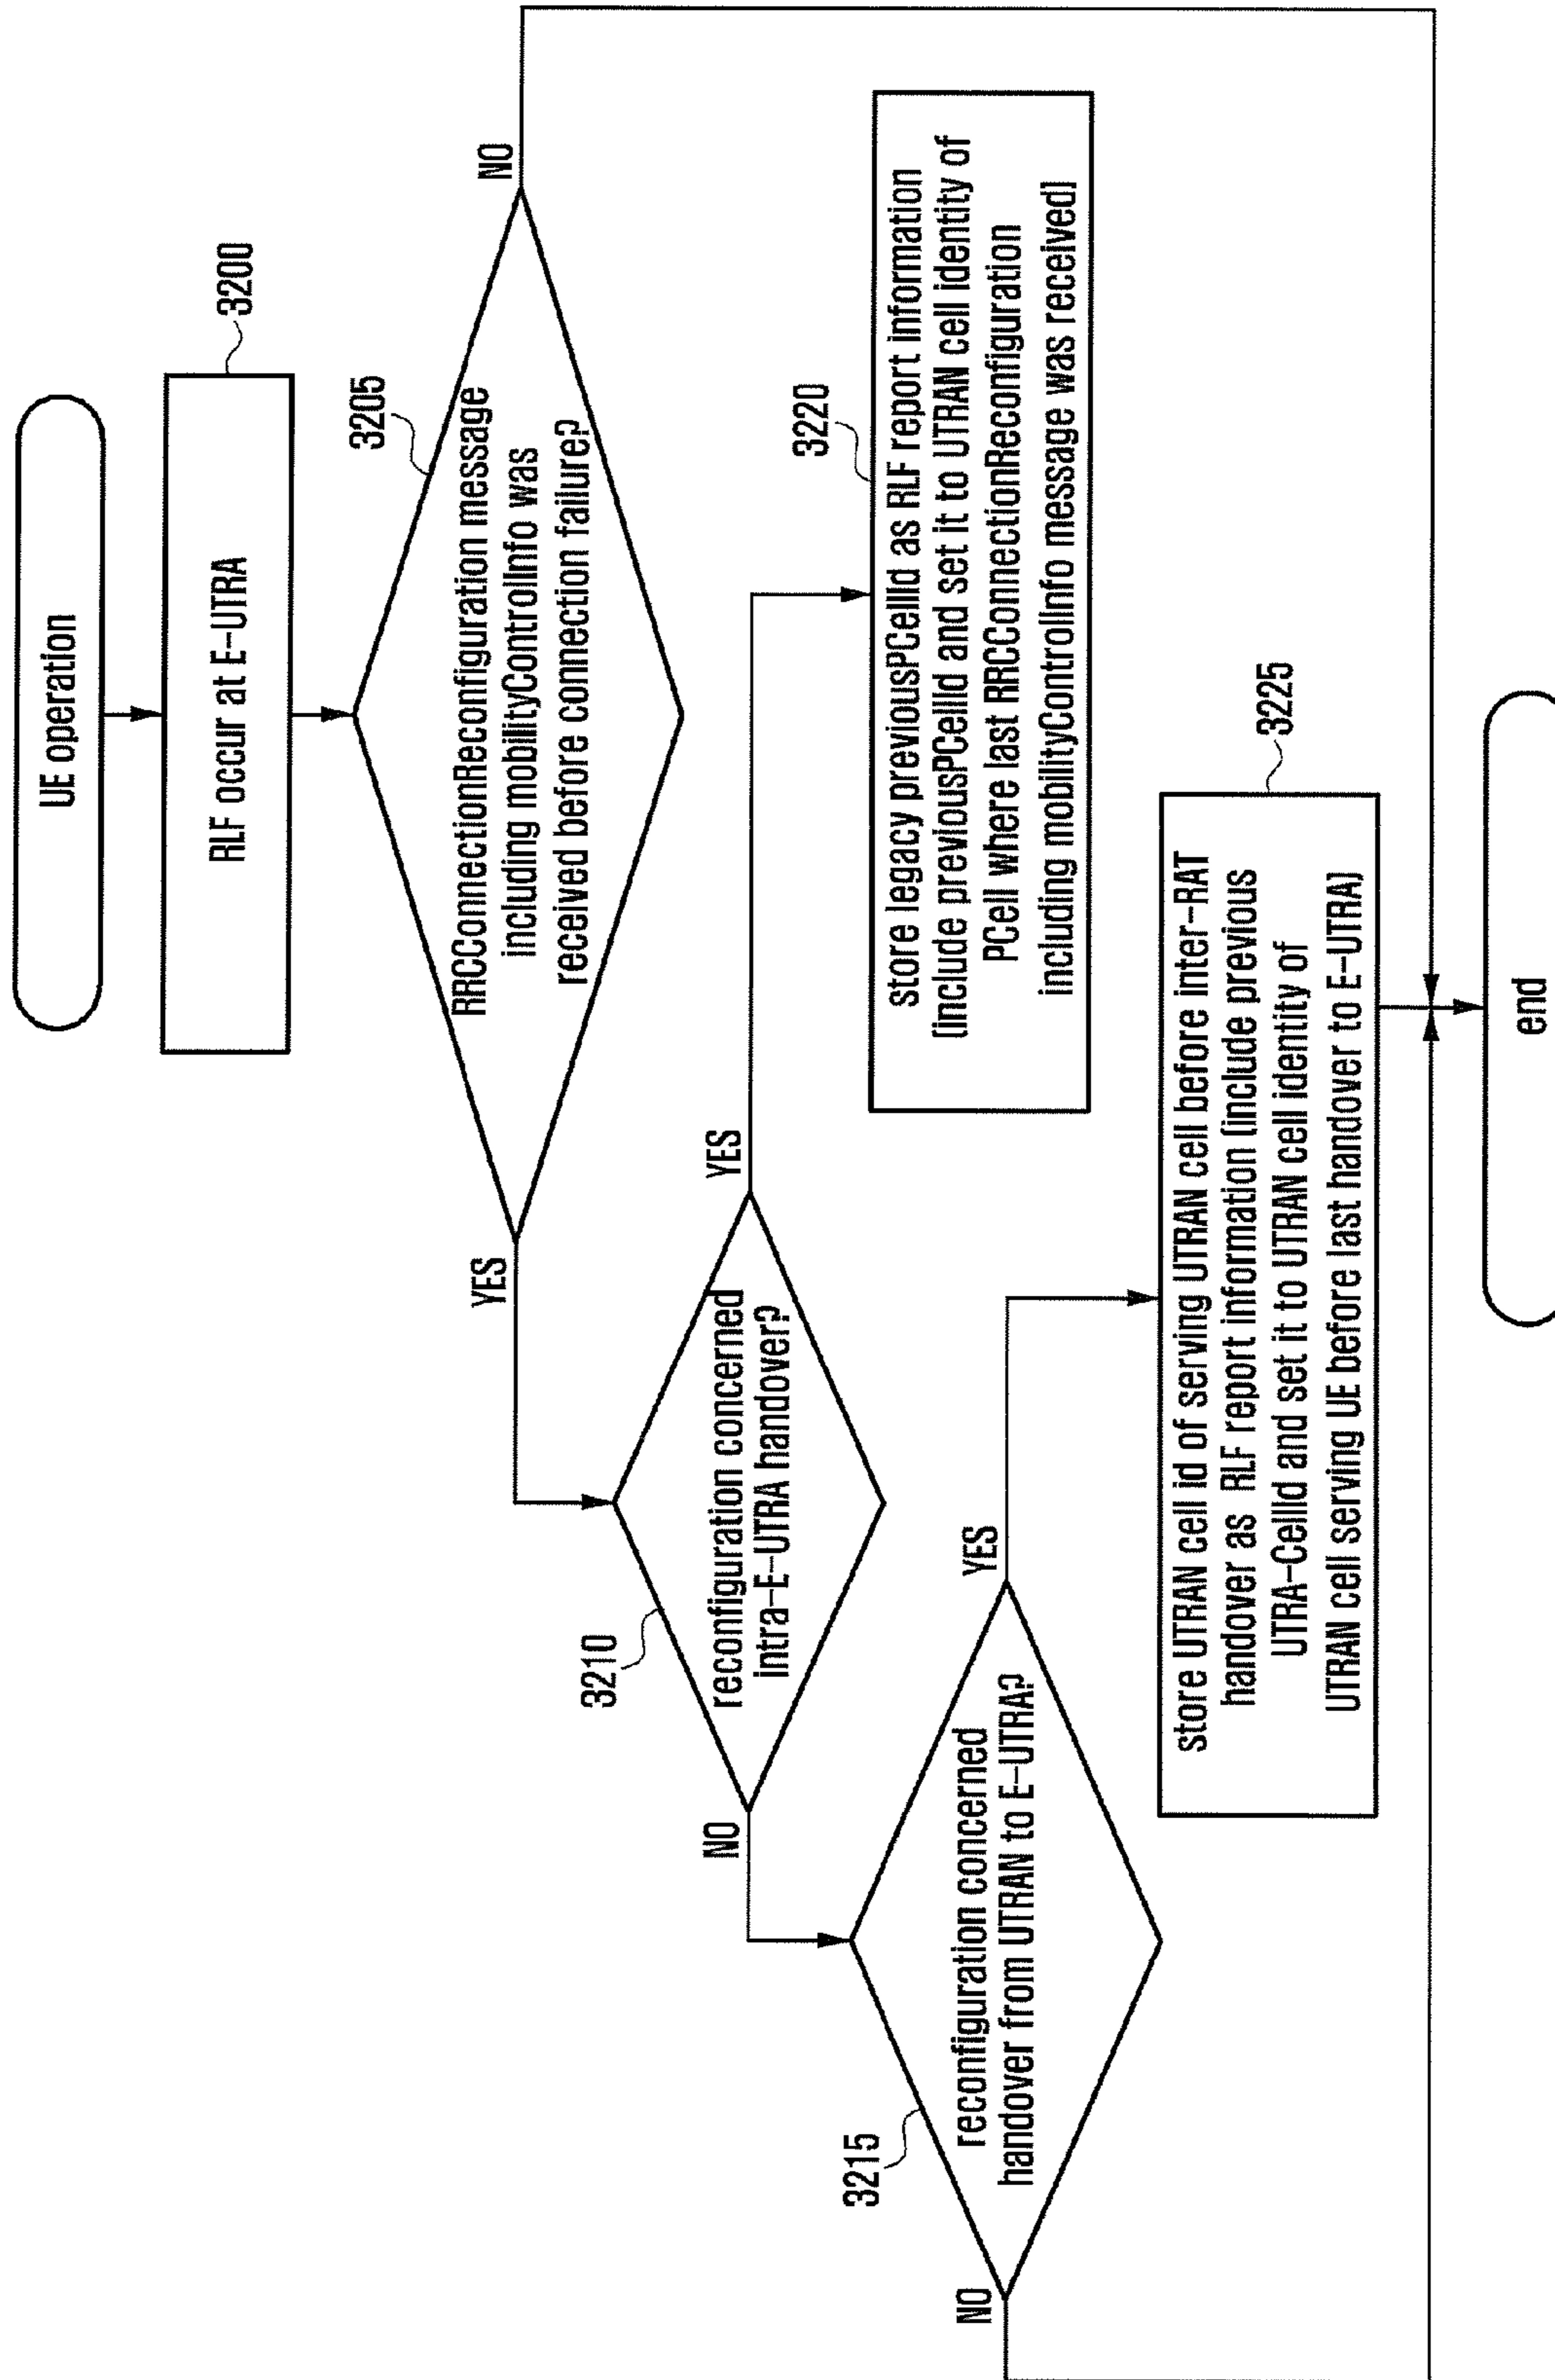 UE operation
RLF occur at E-UTRA
3200
3205
RRCConnectionReconfiguration message
including mobilityControlInfo was
received before connection failure?
NO
YES
3210
reconfiguration concerned
intra-E-UTRA handover?
YES
NO
3220
store legacy previousPCellId as RLF report information
(include previousPCellId and set it to UTRAN cell identity of
PCell where last RRCConnectionReconfiguration
including mobilityControlInfo message was received)
3215
reconfiguration concerned
handover from UTRAN to E-UTRA?
YES
NO
3225
store UTRAN cell id of serving UTRAN cell before inter-RAT
handover as RLF report information (include previous
UTRA-CellId and set it to UTRAN cell identity of
UTRAN cell serving UE before last handover to E-UTRA)
end